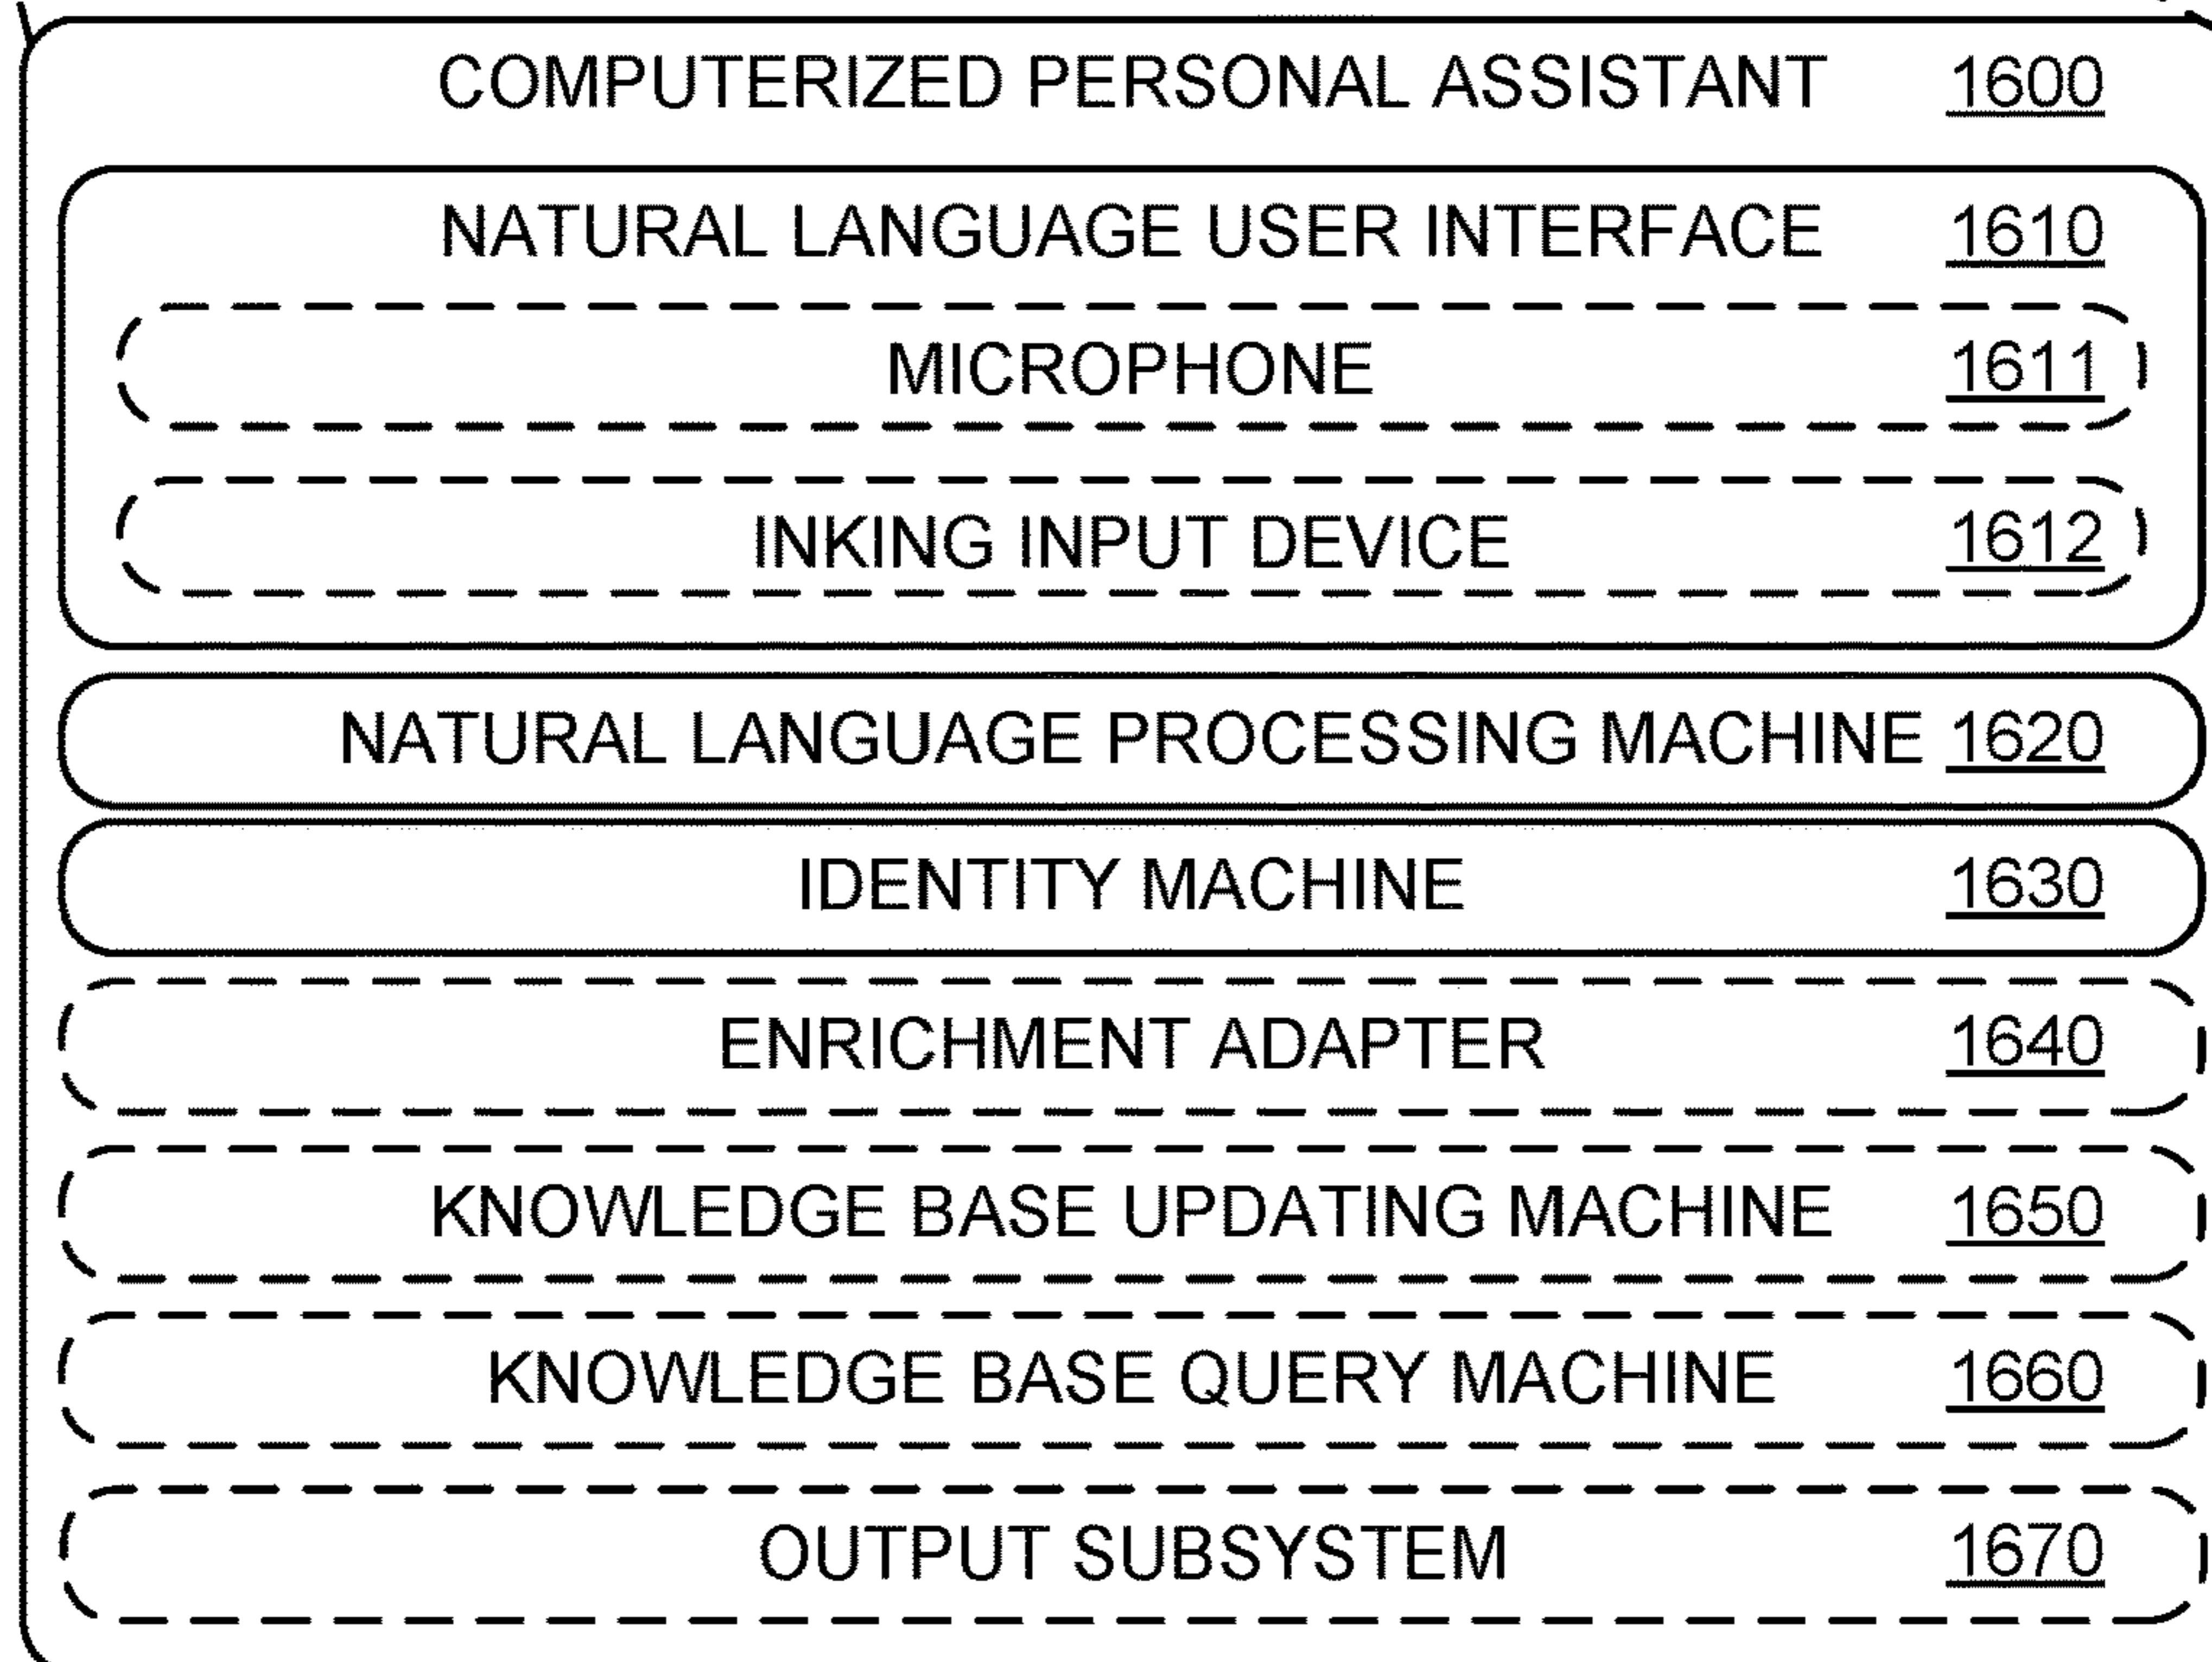 COMPUTERIZED PERSONAL ASSISTANT 1600
NATURAL LANGUAGE USER INTERFACE 1610
MICROPHONE 1611
INKING INPUT DEVICE 1612
NATURAL LANGUAGE PROCESSING MACHINE 1620
IDENTITY MACHINE 1630
ENRICHMENT ADAPTER 1640
KNOWLEDGE BASE UPDATING MACHINE 1650
KNOWLEDGE BASE QUERY MACHINE 1660
OUTPUT SUBSYSTEM 1670